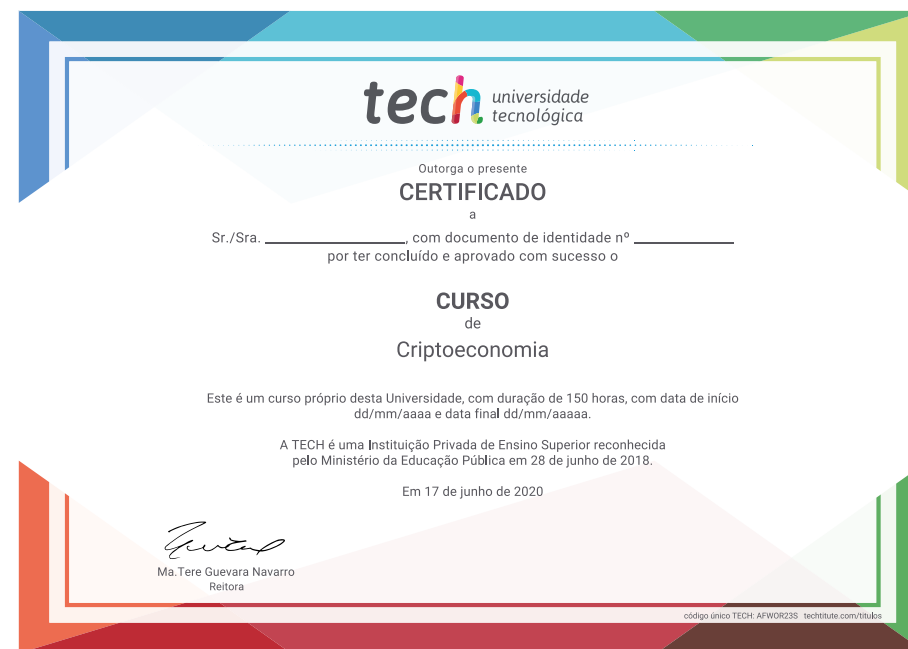 tech universidade
tecnológica
Outorga o presente
CERTIFICADO
a
Sr./Sra. ____________________, com documento de identidade nº ______________
por ter concluído e aprovado com sucesso o
CURSO
de
Criptoeconomia
Este é um curso próprio desta Universidade, com duração de 150 horas, com data de início
dd/mm/aaaa e data final dd/mm/aaaaa.
A TECH é uma Instituição Privada de Ensino Superior reconhecida
pelo Ministério da Educação Pública em 28 de junho de 2018.
Em 17 de junho de 2020
Ma.Tere Guevara Navarro
Reitora
código único TECH: AFWOR23S techtitute.com/titulos